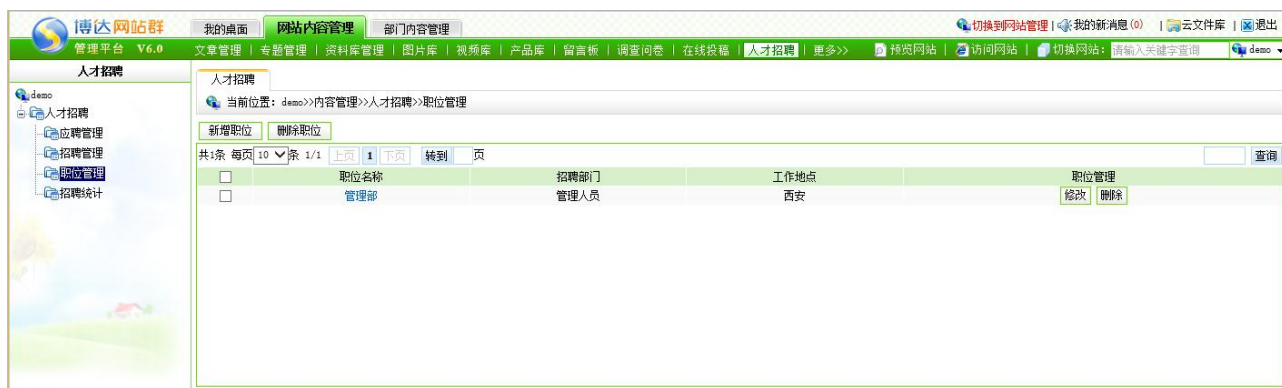 博达网站群
管理平台 V6.0
我的桌面 网站内容管理 部门内容管理
切换到网站管理 | 我的新消息(0) | 云文件库 | 退出
文章管理 | 专题管理 | 资料库管理 | 图片库 | 视频库 | 产品库 | 留言板 | 调查问卷 | 在线投稿 | 人才招聘 | 更多>>
预览网站 | 访问网站 | 切换网站: 请输入关键字查询 demo
人才招聘
demo
人才招聘
应聘管理
招聘管理
职位管理
招聘统计
人才招聘
当前位置: demo>>内容管理>>人才招聘>>职位管理
新增职位 删除职位
共1条 每页 10 条 1/1 上页 1 下页 转到 页 查询
职位名称 招聘部门 工作地点 职位管理
管理部 管理人员 西安 修改 删除